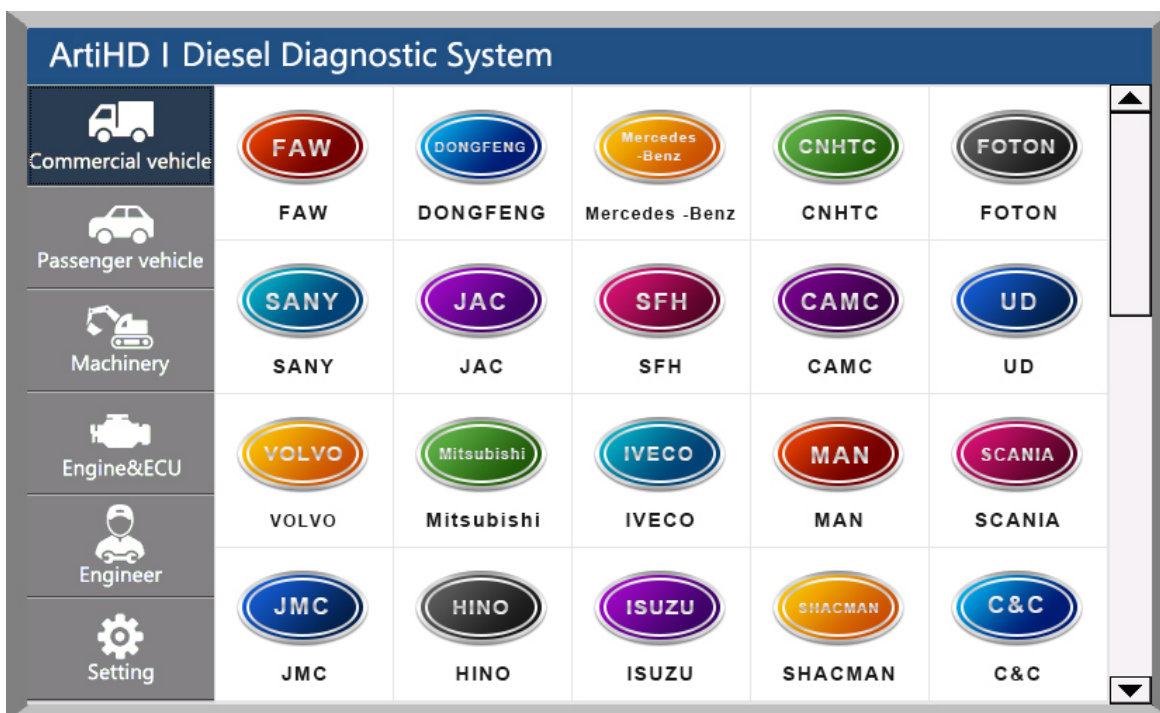 ArtiHD | Diesel Diagnostic System
Commercial vehicle
Passenger vehicle
Machinery
Engine&ECU
Engineer
Setting
FAW
DONGFENG
Mercedes
-Benz
CNHTC
FOTON
FAW
DONGFENG
Mercedes -Benz
CNHTC
FOTON
SANY
JAC
SFH
CAMC
UD
SANY
JAC
SFH
CAMC
UD
VOLVO
Mitsubishi
IVECO
MAN
SCANIA
VOLVO
Mitsubishi
IVECO
MAN
SCANIA
JMC
HINO
ISUZU
SHACMAN
C&C
JMC
HINO
ISUZU
SHACMAN
C&C